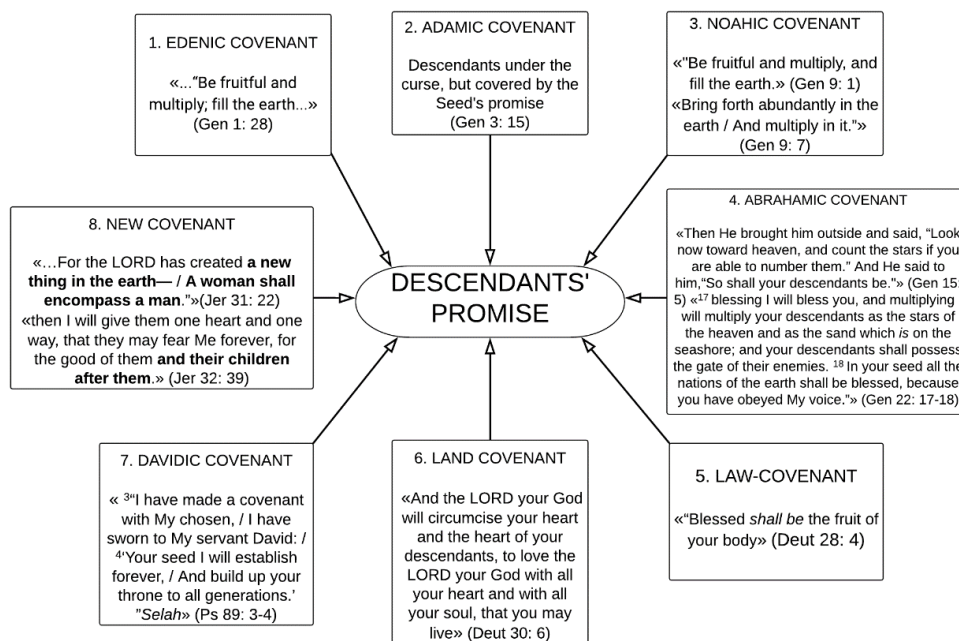 1. EDENIC COVENANT
«...“Be fruitful and
multiply; fill the earth...»
(Gen 1: 28)
2. ADAMIC COVENANT
Descendants under the
curse, but covered by the
Seed's promise
(Gen 3: 15)
3. NOAHIC COVENANT
«"Be fruitful and multiply, and
fill the earth.» (Gen 9: 1)
«Bring forth abundantly in the
earth / And multiply in it.”»
(Gen 9: 7)
8. NEW COVENANT
«…For the LORD has created a new
thing in the earth— / A woman shall
encompass a man.”»(Jer 31: 22)
«then I will give them one heart and one
way, that they may fear Me forever, for
the good of them and their children
after them.» (Jer 32: 39)
DESCENDANTS'
PROMISE
4. ABRAHAMIC COVENANT
«Then He brought him outside and said, “Look
now toward heaven, and count the stars if you
are able to number them.” And He said to
him,“So shall your descendants be."» (Gen 15:
5) «17 blessing I will bless you, and multiplying I
will multiply your descendants as the stars of
the heaven and as the sand which is on the
seashore; and your descendants shall possess
the gate of their enemies. 18 In your seed all the
nations of the earth shall be blessed, because
you have obeyed My voice.”» (Gen 22: 17-18)
7. DAVIDIC COVENANT
« 3“I have made a covenant
with My chosen, / I have
sworn to My servant David: /
4‘Your seed I will establish
forever, / And build up your
throne to all generations.’
”Selah» (Ps 89: 3-4)
6. LAND COVENANT
«And the LORD your God
will circumcise your heart
and the heart of your
descendants, to love the
LORD your God with all
your heart and with all
your soul, that you may
live» (Deut 30: 6)
5. LAW-COVENANT
«“Blessed shall be the fruit of
your body» (Deut 28: 4)